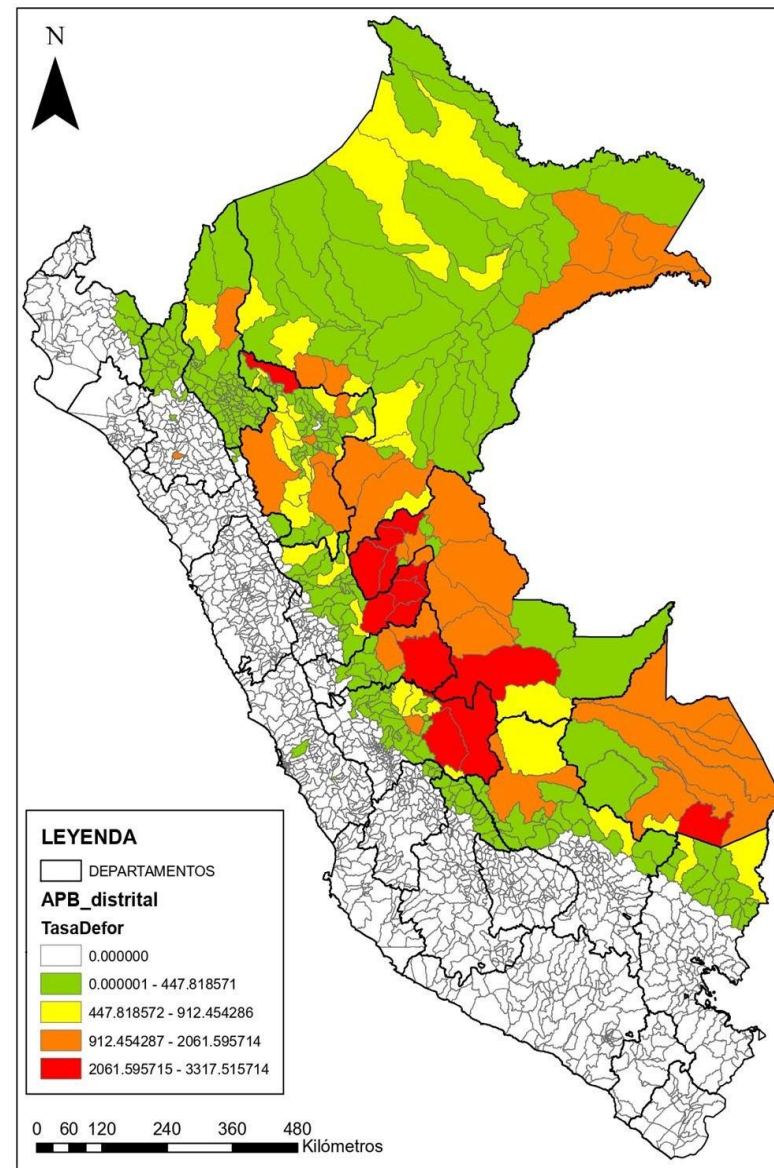 N
LEYENDA
DEPARTAMENTOS
APB_distrital
TasaDefor
0.000000
0.000001 - 447.818571
447.818572 - 912.454286
912.454287 - 2061.595714
2061.595715 - 3317.515714
0 60 120 240 360 480
Kilómetros